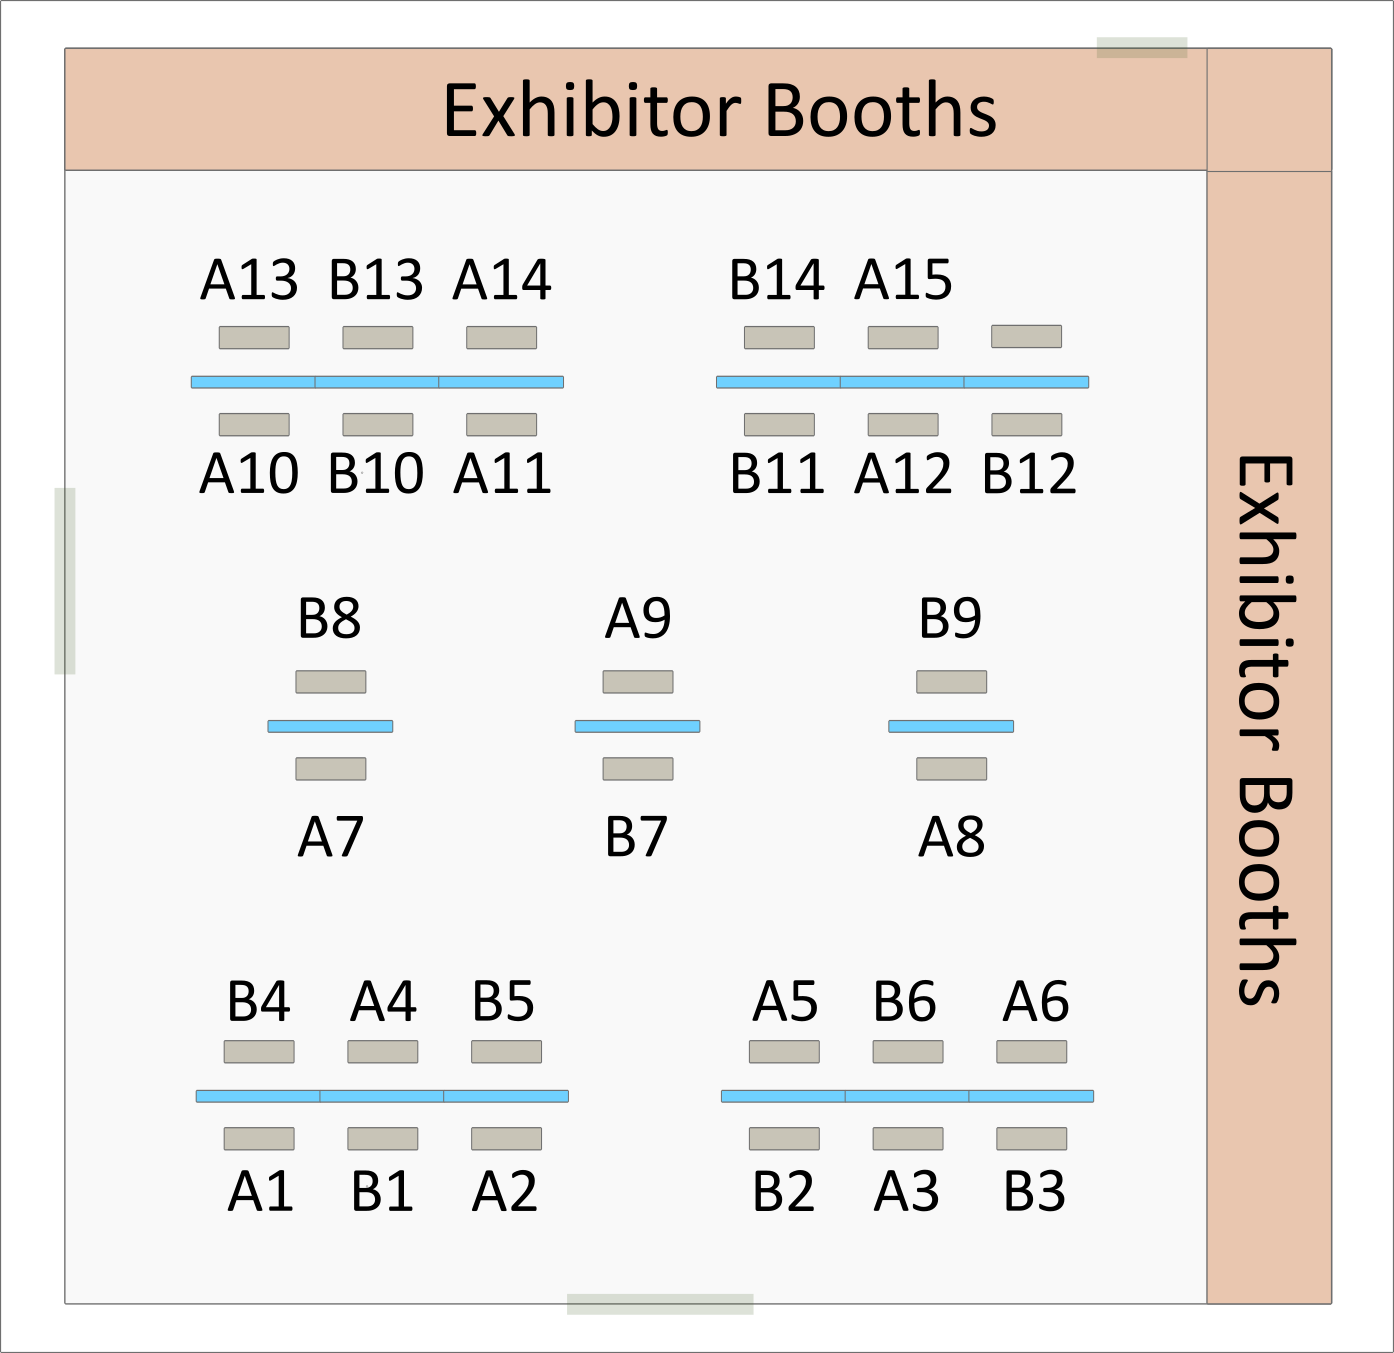 Exhibitor Booths
A13 B13 A14 B14 A15
A10 B10 A11 B11 A12 B12
B8 A9 B9
A7 B7 A8
B4 A4 B5 A5 B6 A6
A1 B1 A2 B2 A3 B3
Exhibitor Booths